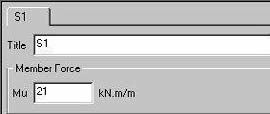 S1
Title S1
Member Force
Mu 21 kN.m/m